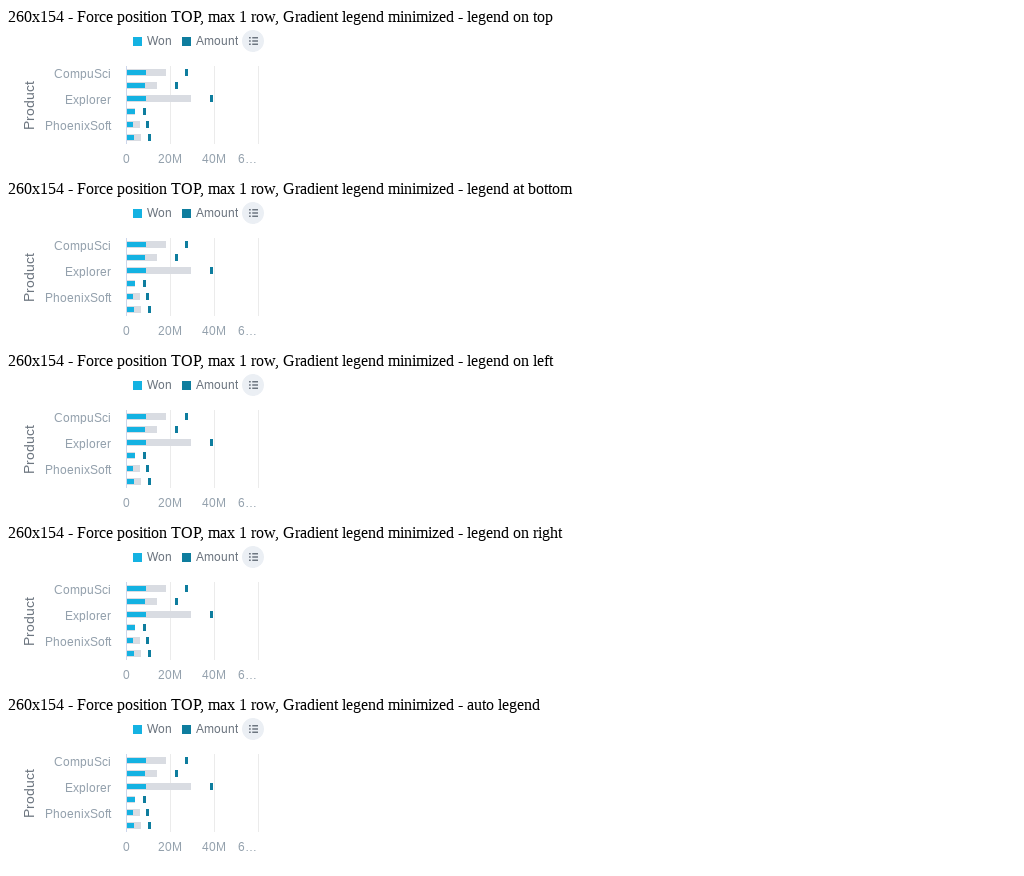 260x154 - Force position TOP, max 1 row, Gradient legend minimized - legend on top
Won Amount
Product
CompuSci
Explorer
PhoenixSoft
0 20M 40M 6…
260x154 - Force position TOP, max 1 row, Gradient legend minimized - legend at bottom
Won Amount
Product
CompuSci
Explorer
PhoenixSoft
0 20M 40M 6…
260x154 - Force position TOP, max 1 row, Gradient legend minimized - legend on left
Won Amount
Product
CompuSci
Explorer
PhoenixSoft
0 20M 40M 6…
260x154 - Force position TOP, max 1 row, Gradient legend minimized - legend on right
Won Amount
Product
CompuSci
Explorer
PhoenixSoft
0 20M 40M 6…
260x154 - Force position TOP, max 1 row, Gradient legend minimized - auto legend
Won Amount
Product
CompuSci
Explorer
PhoenixSoft
0 20M 40M 6…